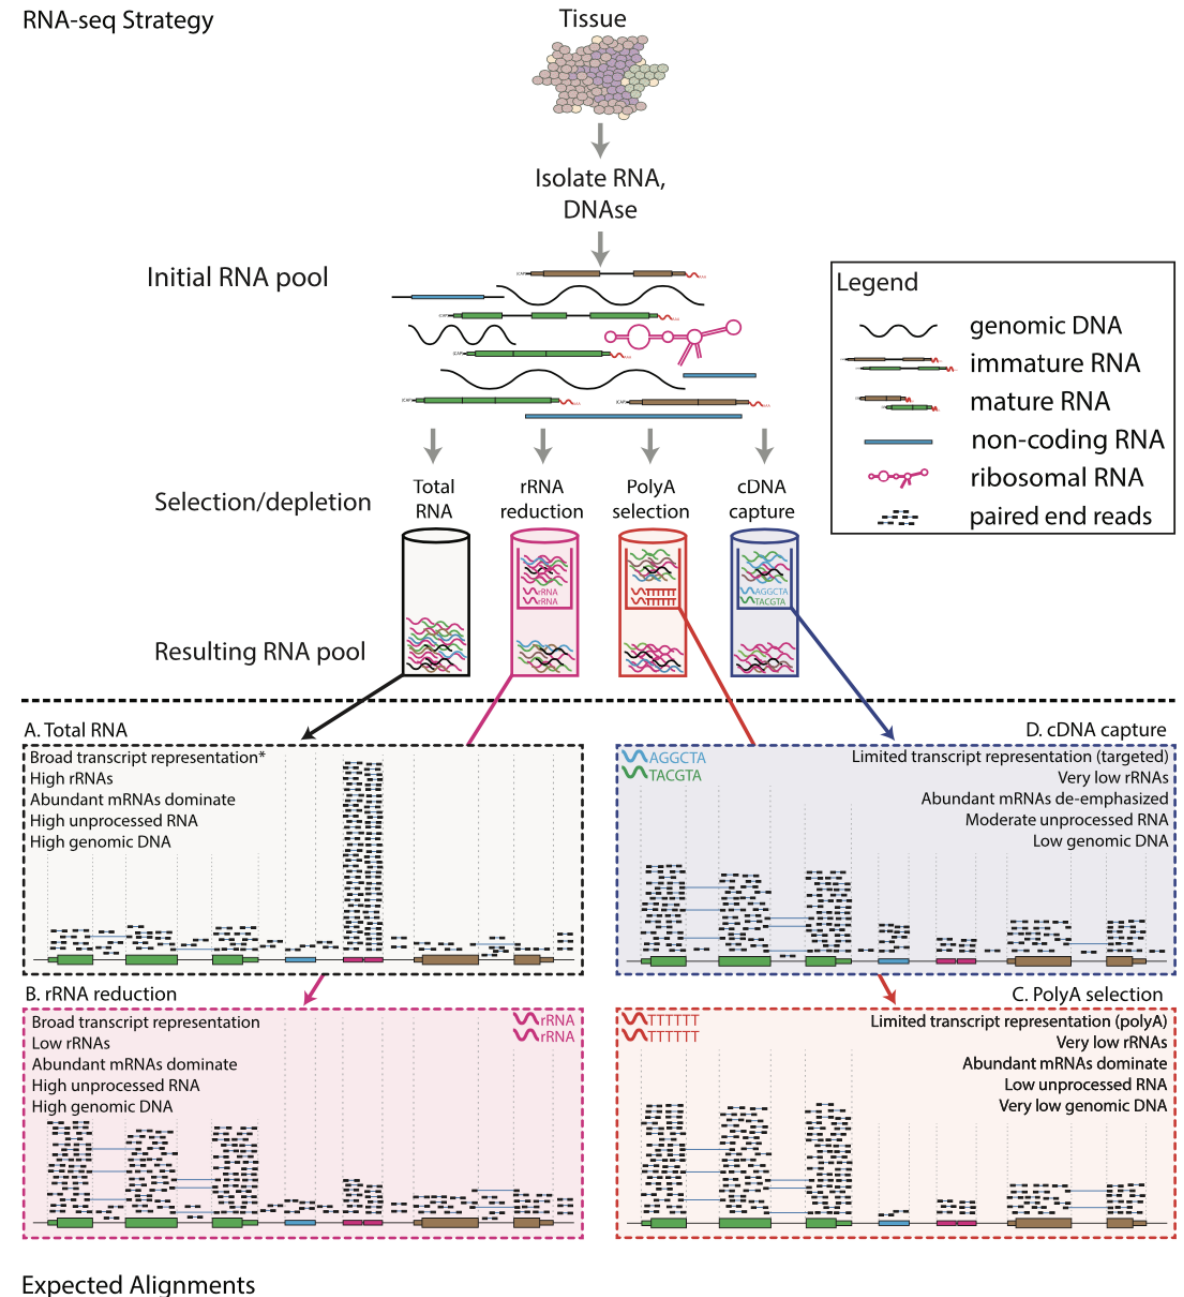 RNA-seq Strategy
Tissue
Isolate RNA,
DNAse
Initial RNA pool
Legend
genomic DNA
immature RNA
mature RNA
non-coding RNA
ribosomal RNA
paired end reads
Selection/depletion
Total
RNA
rRNA
reduction
PolyA
selection
cDNA
capture
rRNA
rRNA
TTTTTT
TTTTTT
AGGCTA
TACGTA
Resulting RNA pool
A. Total RNA
Broad transcript representation*
High rRNAs
Abundant mRNAs dominate
High unprocessed RNA
High genomic DNA
D. cDNA capture
AGGCTA
TACGTA
Limited transcript representation (targeted)
Very low rRNAs
Abundant mRNAs de-emphasized
Moderate unprocessed RNA
Low genomic DNA
B. rRNA reduction
rRNA
rRNA
Broad transcript representation
Low rRNAs
Abundant mRNAs dominate
High unprocessed RNA
High genomic DNA
C. PolyA selection
TTTTTT
TTTTTT
Limited transcript representation (polyA)
Very low rRNAs
Abundant mRNAs dominate
Low unprocessed RNA
Very low genomic DNA
Expected Alignments